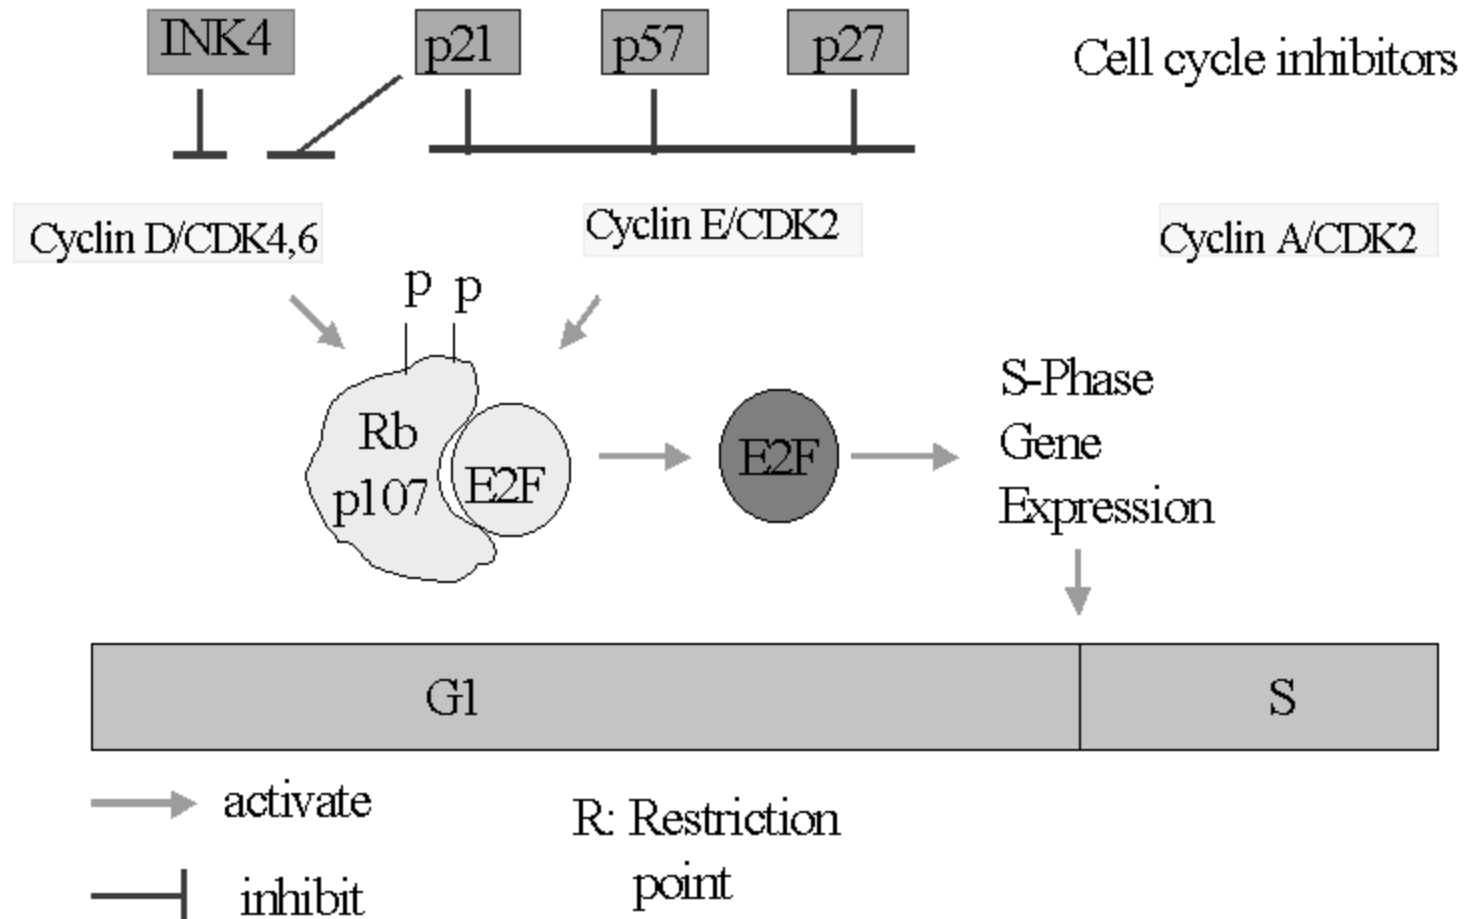 INK4
p21
p57
p27
Cell cycle inhibitors
Cyclin D/CDK4,6
Cyclin E/CDK2
Cyclin A/CDK2
p p
Rb
p107
E2F
E2F
S-Phase
Gene
Expression
G1
S
activate
inhibit
R: Restriction
point